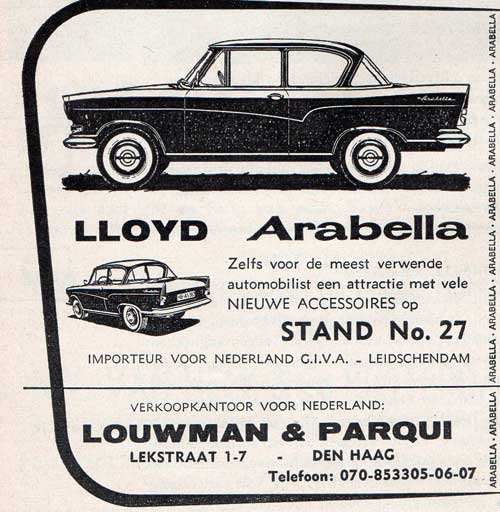 Arabella
LLOYD Arabella
Zelfs voor de meest verwende
automobilist een attractie met vele
NIEUWE ACCESSOIRES op
STAND No. 27
IMPORTEUR VOOR NEDERLAND G.I.V.A. - LEIDSCHENDAM
VERKOOPKANTOOR VOOR NEDERLAND:
LOUWMAN & PARQUI
LEKSTRAAT 1-7 - DEN HAAG
Telefoon: 070-853305-06-07
ARABELLA · ARABELLA · ARABELLA · ARABELLA · ARABELLA · ARABELLA · ARABELLA · ARABELLA · ARABELLA